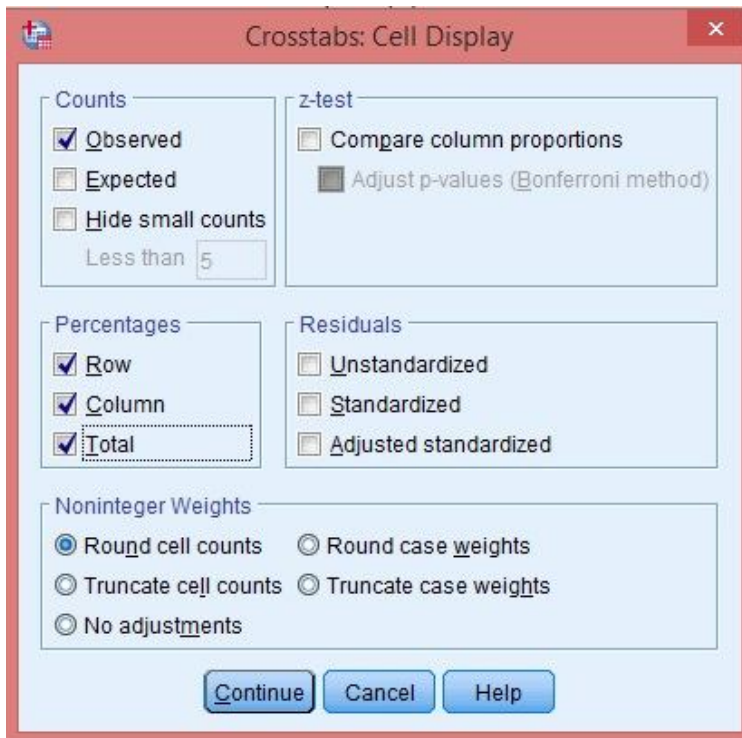 Crosstabs: Cell Display
Counts
Observed
Expected
Hide small counts
Less than 5
z-test
Compare column proportions
Adjust p-values (Bonferroni method)
Percentages
Row
Column
Total
Residuals
Unstandardized
Standardized
Adjusted standardized
Noninteger Weights
Round cell counts
Round case weights
Truncate cell counts
Truncate case weights
No adjustments
Continue
Cancel
Help